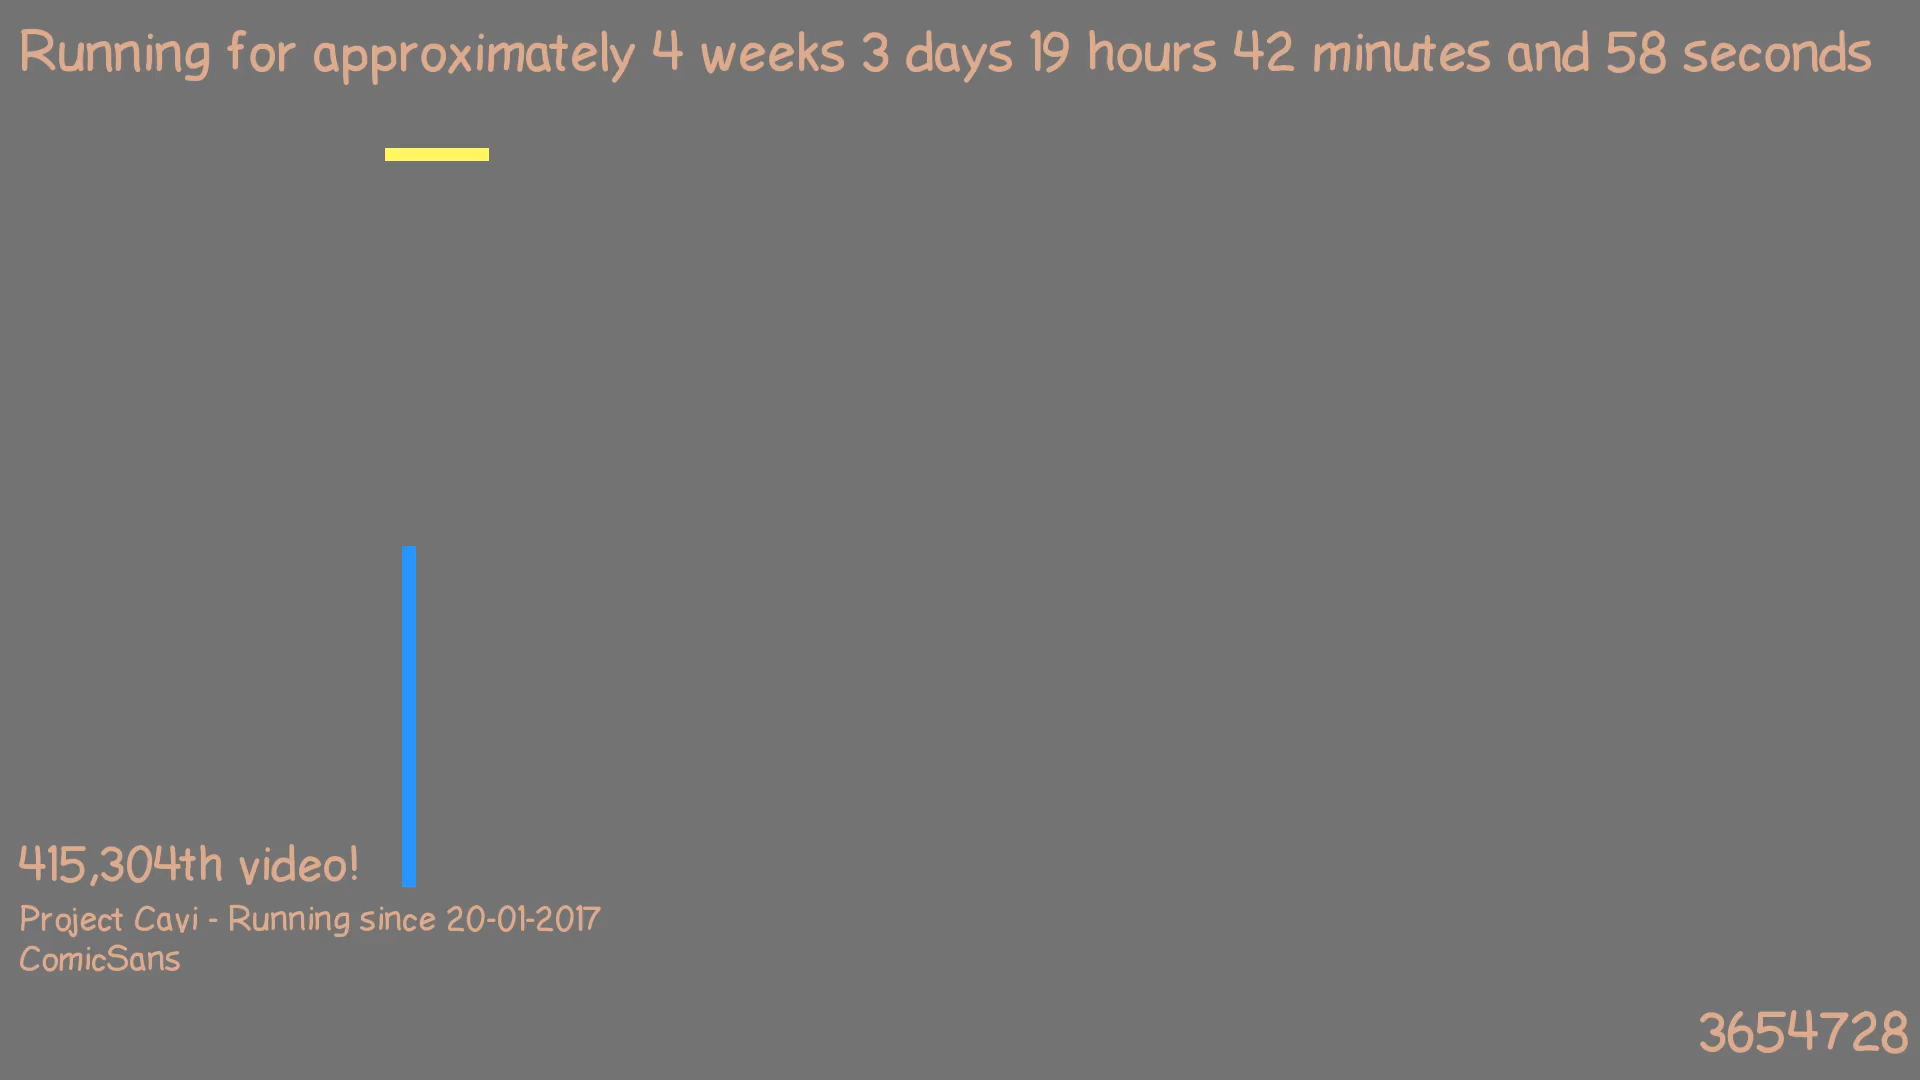 Running for approximately 4 weeks 3 days 19 hours 42 minutes and 58 seconds
415,304th video!
Project Cavi - Running since 20-01-2017
ComicSans
3654728